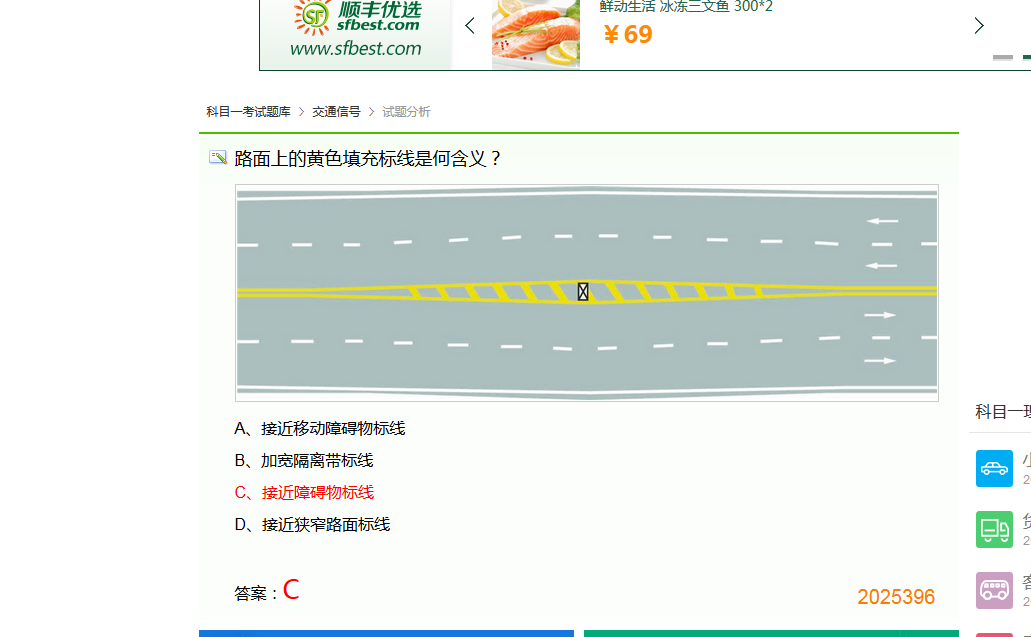 顺丰优选
sfbest.com
www.sfbest.com
鲜动生活 冰冻三文鱼 300*2
¥69
科目一考试题库 > 交通信号 > 试题分析
路面上的黄色填充标线是何含义？
A、接近移动障碍物标线
B、加宽隔离带标线
C、接近障碍物标线
D、接近狭窄路面标线
答案：C
2025396
科目一理
小
2
货
2
客
2